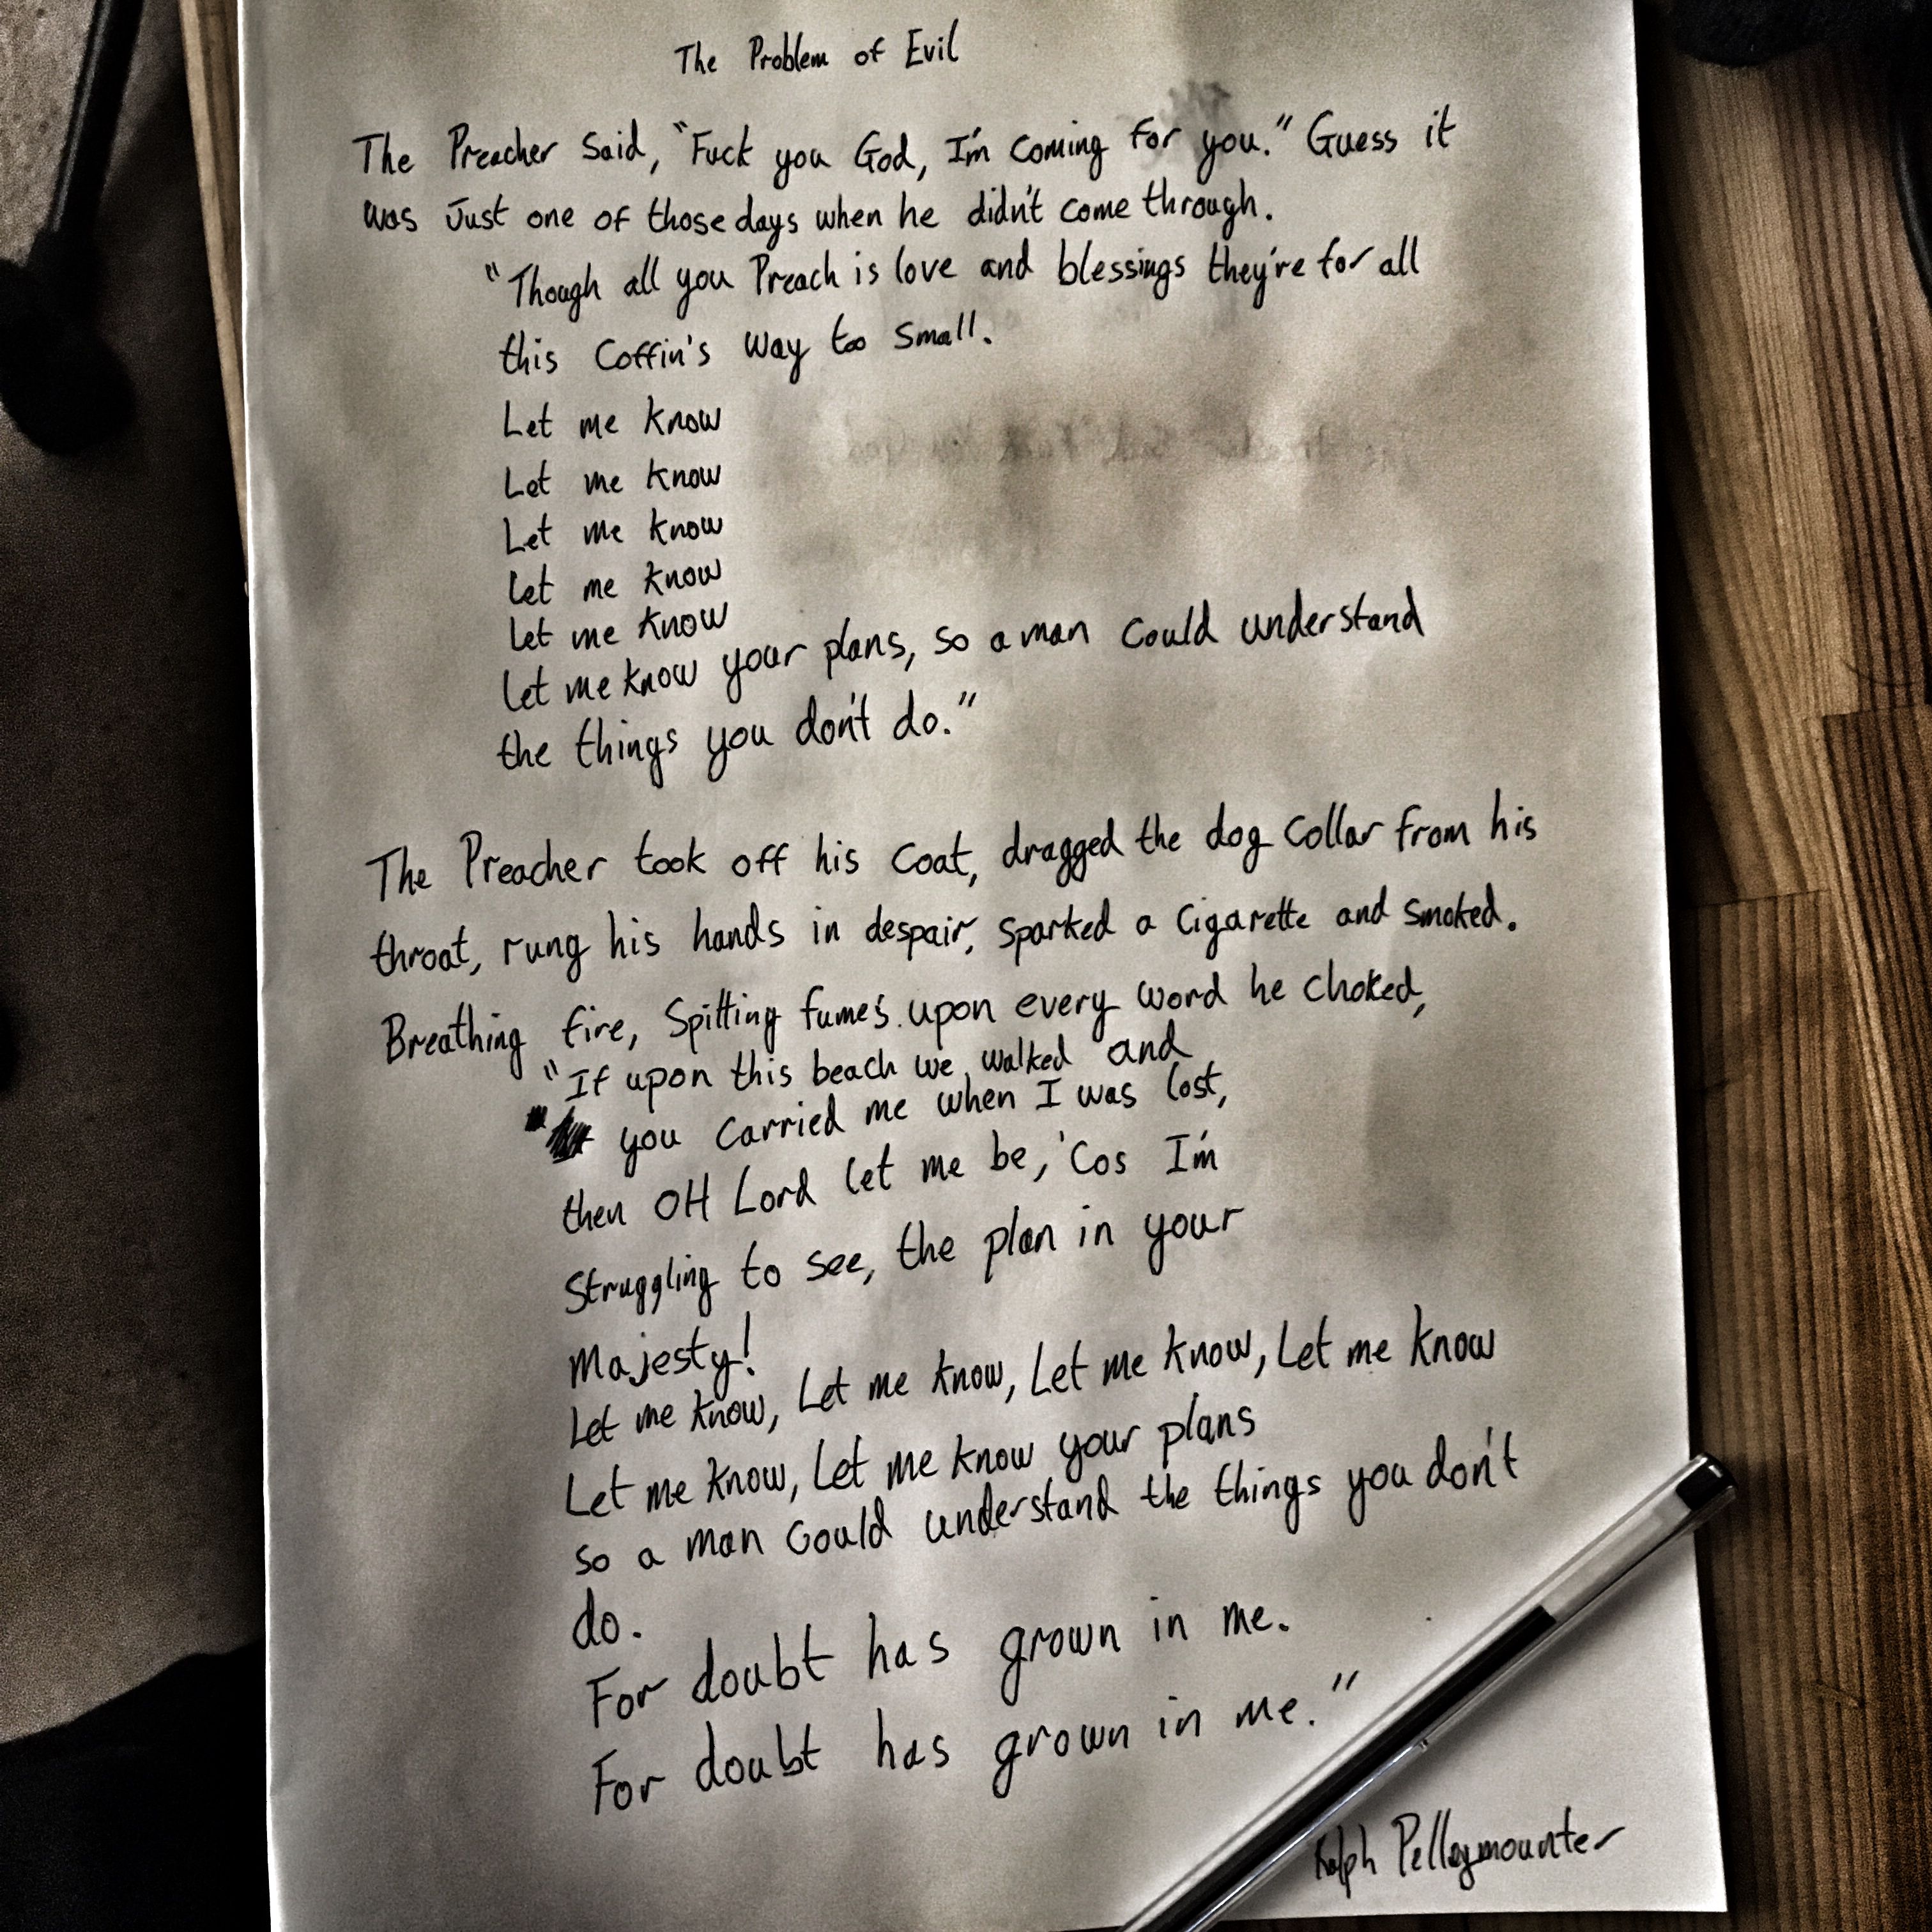 The Problem of Evil
The Preacher Said, "Fuck you God, I'm coming for you." Guess it
was Just one of those days when he didn't come through.
"Though all you Preach is love and blessings they're for all
this Coffin's way too small.
Let me know
Let me know
Let me know
Let me know
Let me know
Let me know your plans, so a man could understand
the things you don't do."
The Preacher took off his coat, dragged the dog collar from his
throat, rung his hands in despair, sparked a cigarette and smoked.
Breathing fire, Spitting fume's upon every word he choked,
"If upon this beach we walked and
you carried me when I was lost,
then OH Lord let me be, 'Cos I'm
struggling to see, the plan in your
Majesty!
Let me know, Let me know, Let me know, Let me know
Let me know, Let me know your plans
so a man could understand the things you don't
do.
For doubt has grown in me.
For doubt has grown in me."
Ralph Pelleymounter